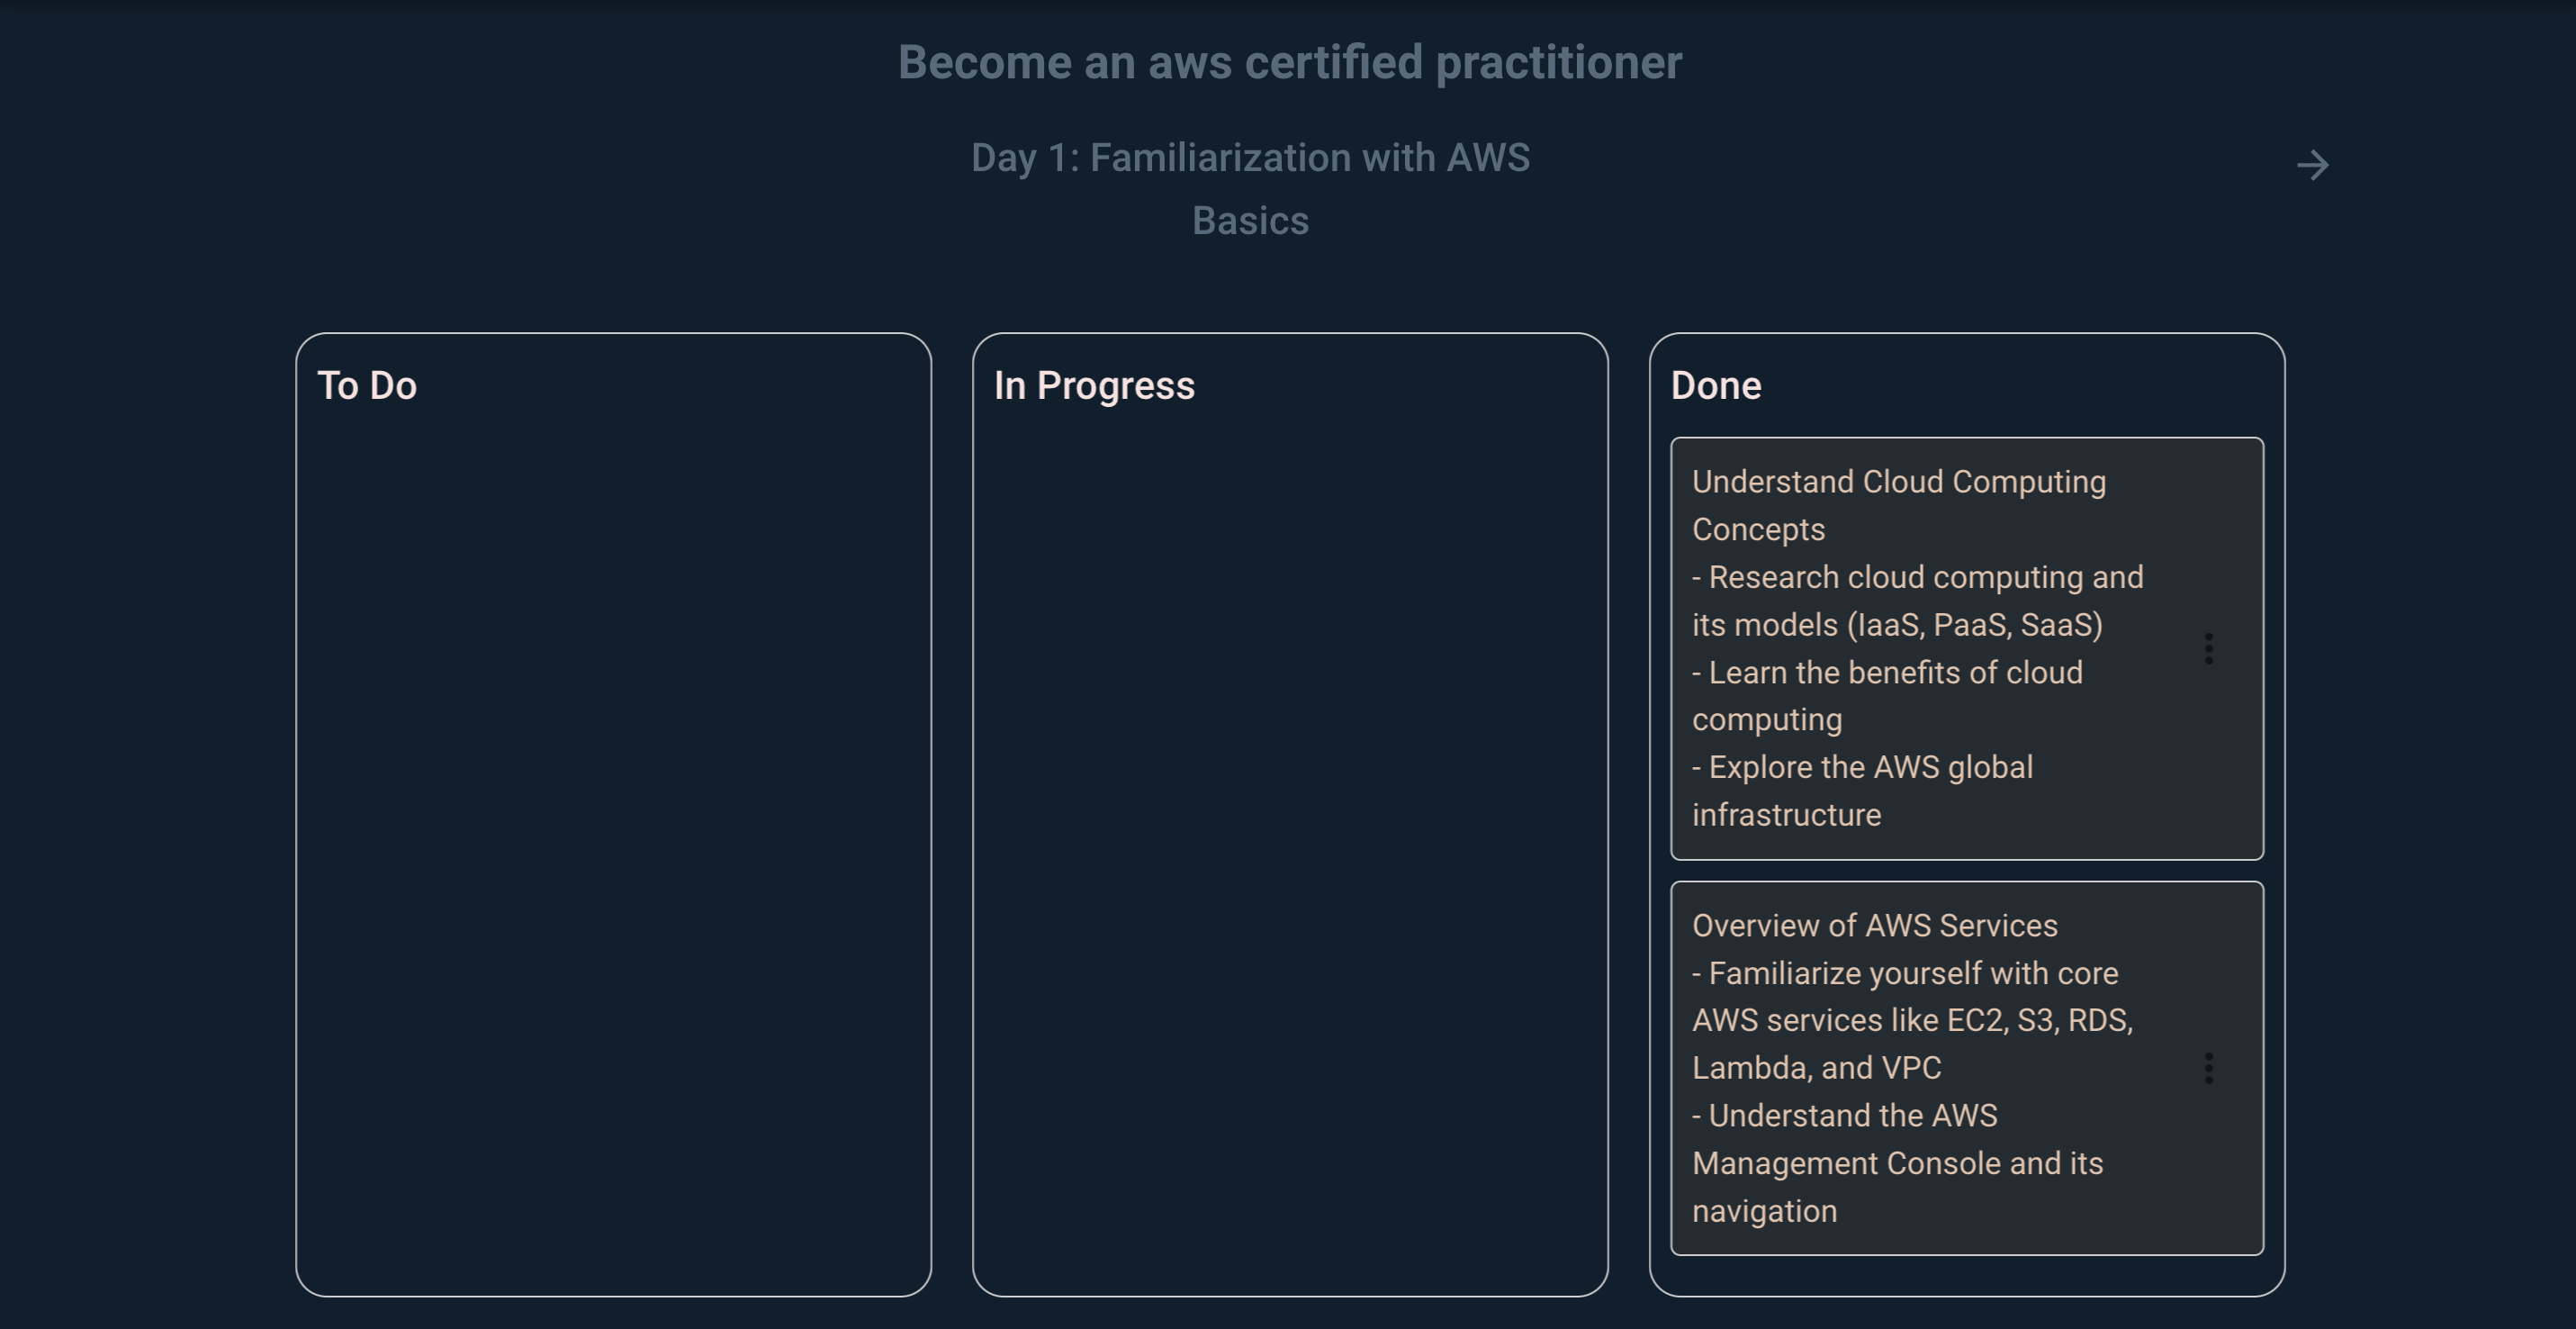 Become an aws certified practitioner
Day 1: Familiarization with AWS
Basics
To Do
In Progress
Done
Understand Cloud Computing
Concepts
- Research cloud computing and
its models (IaaS, PaaS, SaaS)
- Learn the benefits of cloud
computing
- Explore the AWS global
infrastructure
Overview of AWS Services
- Familiarize yourself with core
AWS services like EC2, S3, RDS,
Lambda, and VPC
- Understand the AWS
Management Console and its
navigation